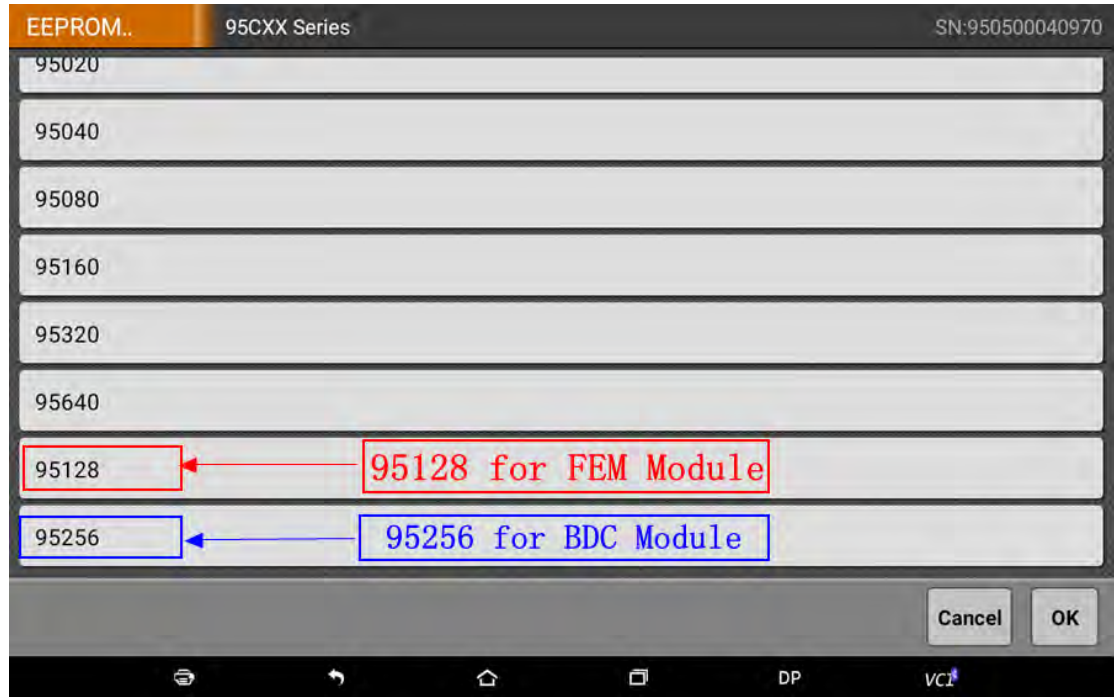 EEPROM.. 95CXX Series SN:950500040970
95020
95040
95080
95160
95320
95640
95128 95128 for FEM Module
95256 95256 for BDC Module
Cancel OK
DP VCI